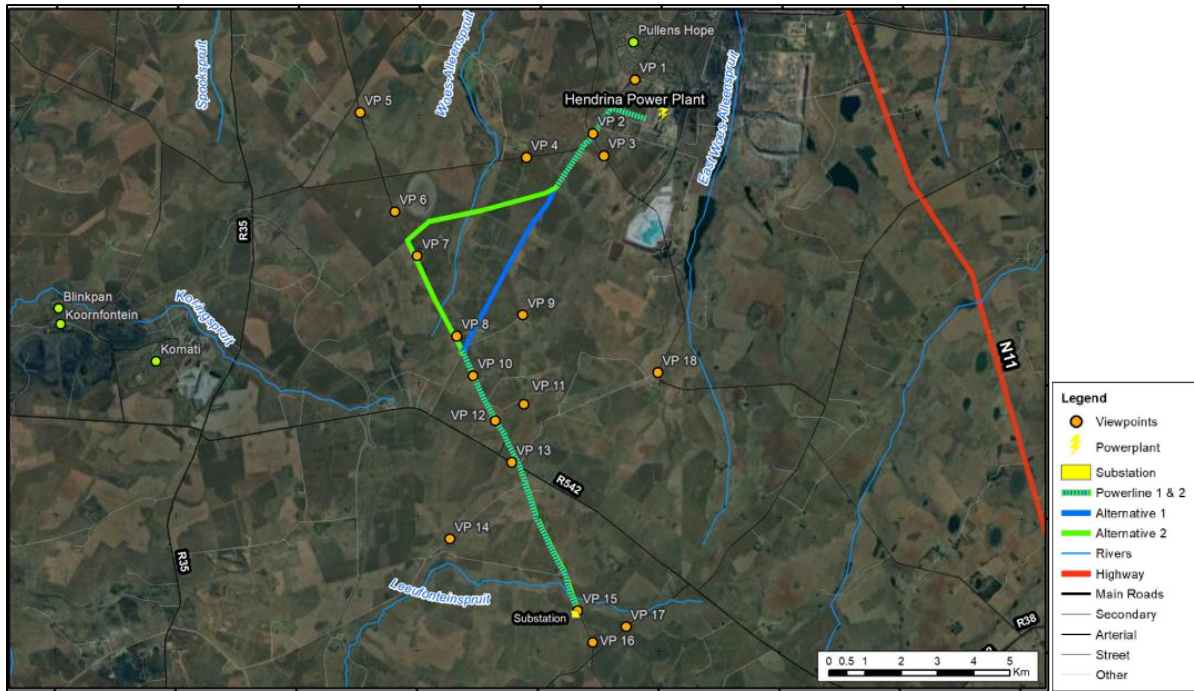 Pullens Hope
Spookspruit
Woes-Alleenspruit
VP 1
Hendrina Power Plant
VP 5
VP 2
VP 4
VP 3
East Woes-Alleenspruit
VP 6
R35
VP 7
Blinkpan
Koornfontein
VP 9
Koringspruit
VP 8
Komati
N11
VP 10
VP 18
VP 11
VP 12
VP 13
R542
VP 14
R35
Leeufonteinspruit
VP 15
Substation
VP 17
VP 16
R38
0 0.5 1 2 3 4 5
Km
Legend
Viewpoints
Powerplant
Substation
Powerline 1 & 2
Alternative 1
Alternative 2
Rivers
Highway
Main Roads
Secondary
Arterial
Street
Other